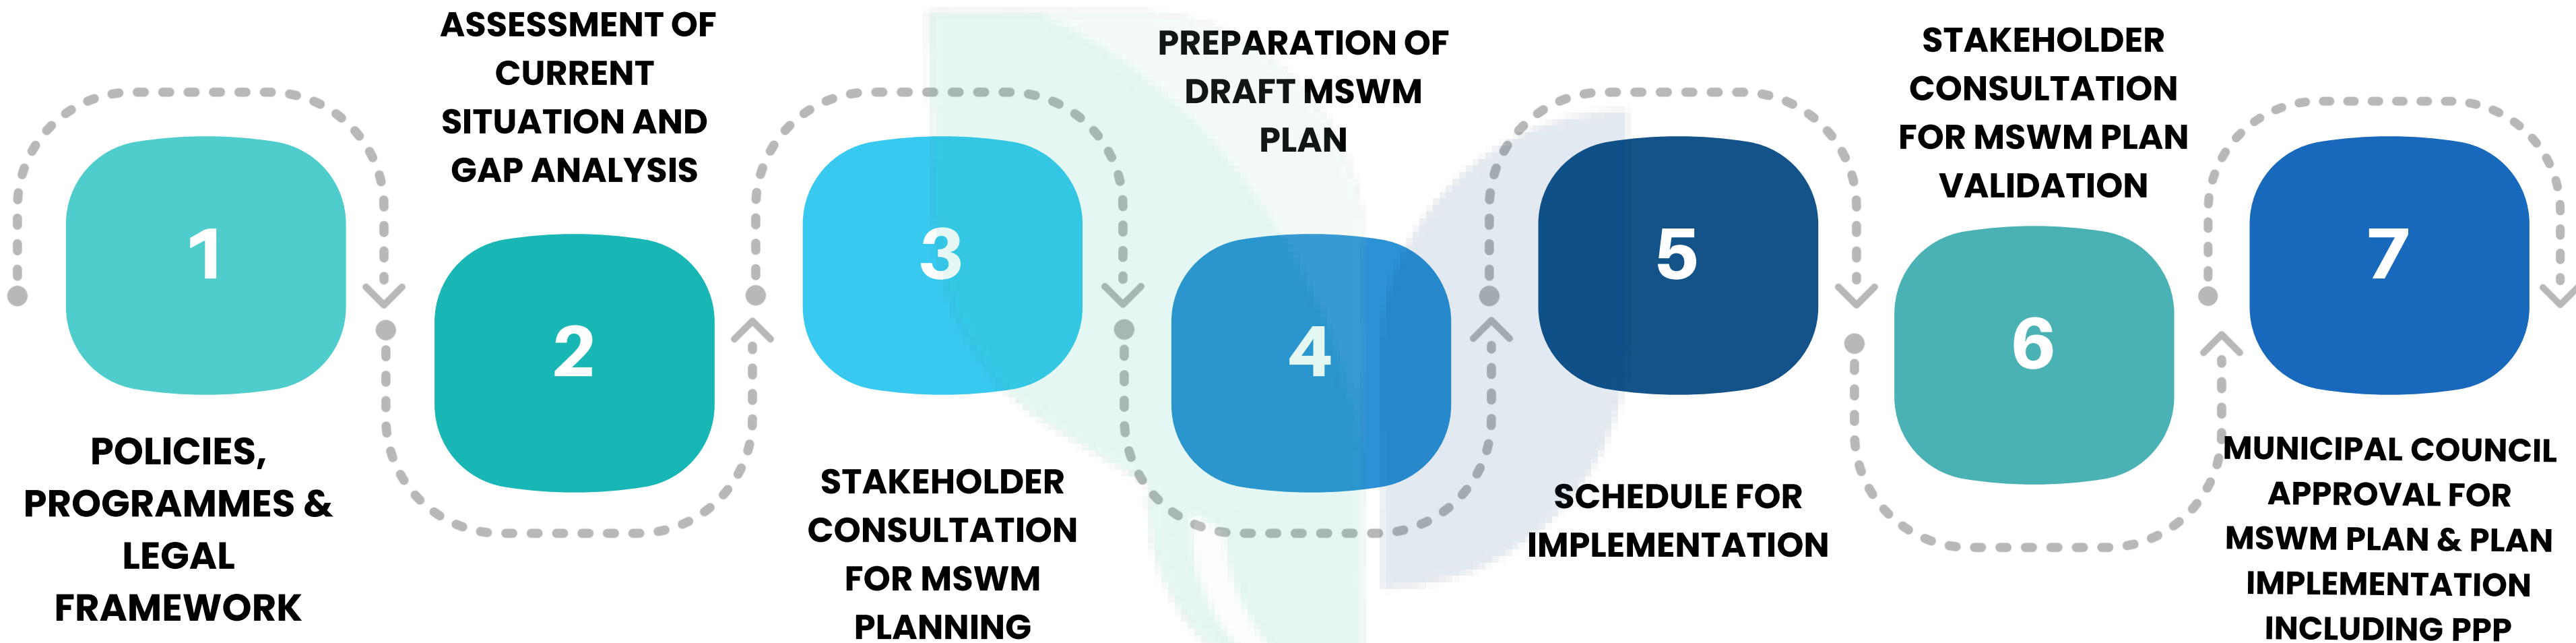 1
POLICIES,
PROGRAMMES &
LEGAL
FRAMEWORK
ASSESSMENT OF
CURRENT
SITUATION AND
GAP ANALYSIS
2
3
STAKEHOLDER
CONSULTATION
FOR MSWM
PLANNING
PREPARATION OF
DRAFT MSWM
PLAN
4
5
SCHEDULE FOR
IMPLEMENTATION
STAKEHOLDER
CONSULTATION
FOR MSWM PLAN
VALIDATION
6
7
MUNICIPAL COUNCIL
APPROVAL FOR
MSWM PLAN & PLAN
IMPLEMENTATION
INCLUDING PPP